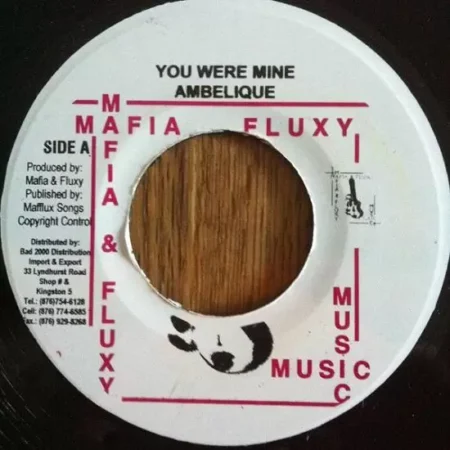 YOU WERE MINE
AMBELIQUE
MAFIA FLUXY
MAFIA & FLUXY
SIDE A
Produced by:
Mafia & Fluxy
Published by:
Mafflux Songs
Copyright Control
Distributed by:
Bad 2000 Distribution
Import & Export
33 Lyndhurst Road
Shop # &
Kingston 5
Tel.: (876)754-6128
Cell: (876) 774-6585
Fax.: (876) 929-8268
MUSIC
MUSIC